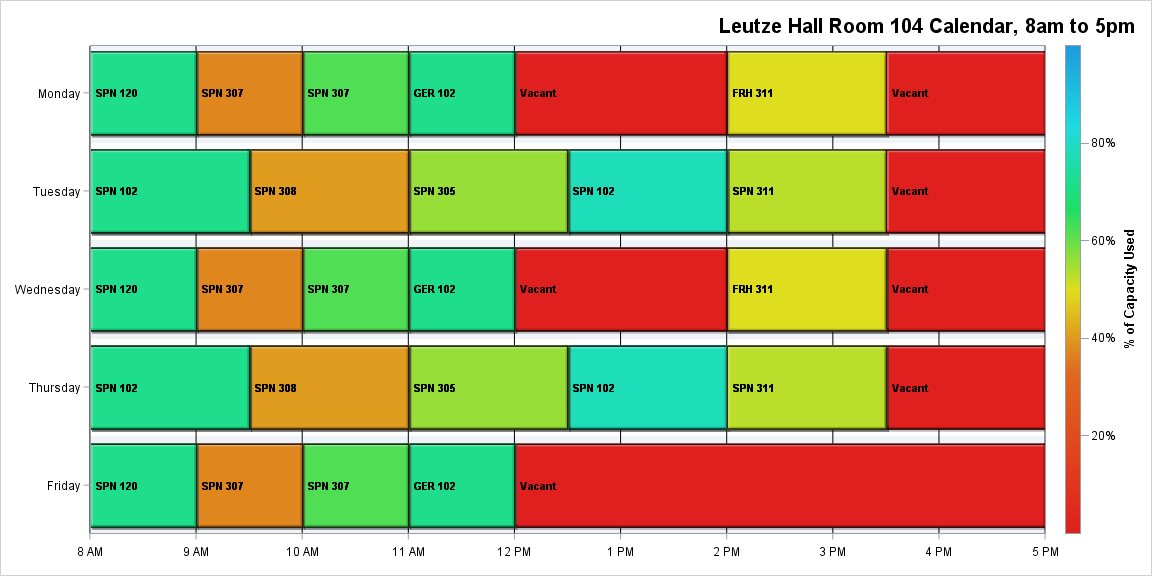 Leutze Hall Room 104 Calendar, 8am to 5pm
Monday
SPN 120
SPN 307
SPN 307
GER 102
Vacant
FRH 311
Vacant
Tuesday
SPN 102
SPN 308
SPN 305
SPN 102
SPN 311
Vacant
Wednesday
SPN 120
SPN 307
SPN 307
GER 102
Vacant
FRH 311
Vacant
Thursday
SPN 102
SPN 308
SPN 305
SPN 102
SPN 311
Vacant
Friday
SPN 120
SPN 307
SPN 307
GER 102
Vacant
8 AM
9 AM
10 AM
11 AM
12 PM
1 PM
2 PM
3 PM
4 PM
5 PM
80%
60%
40%
20%
% of Capacity Used